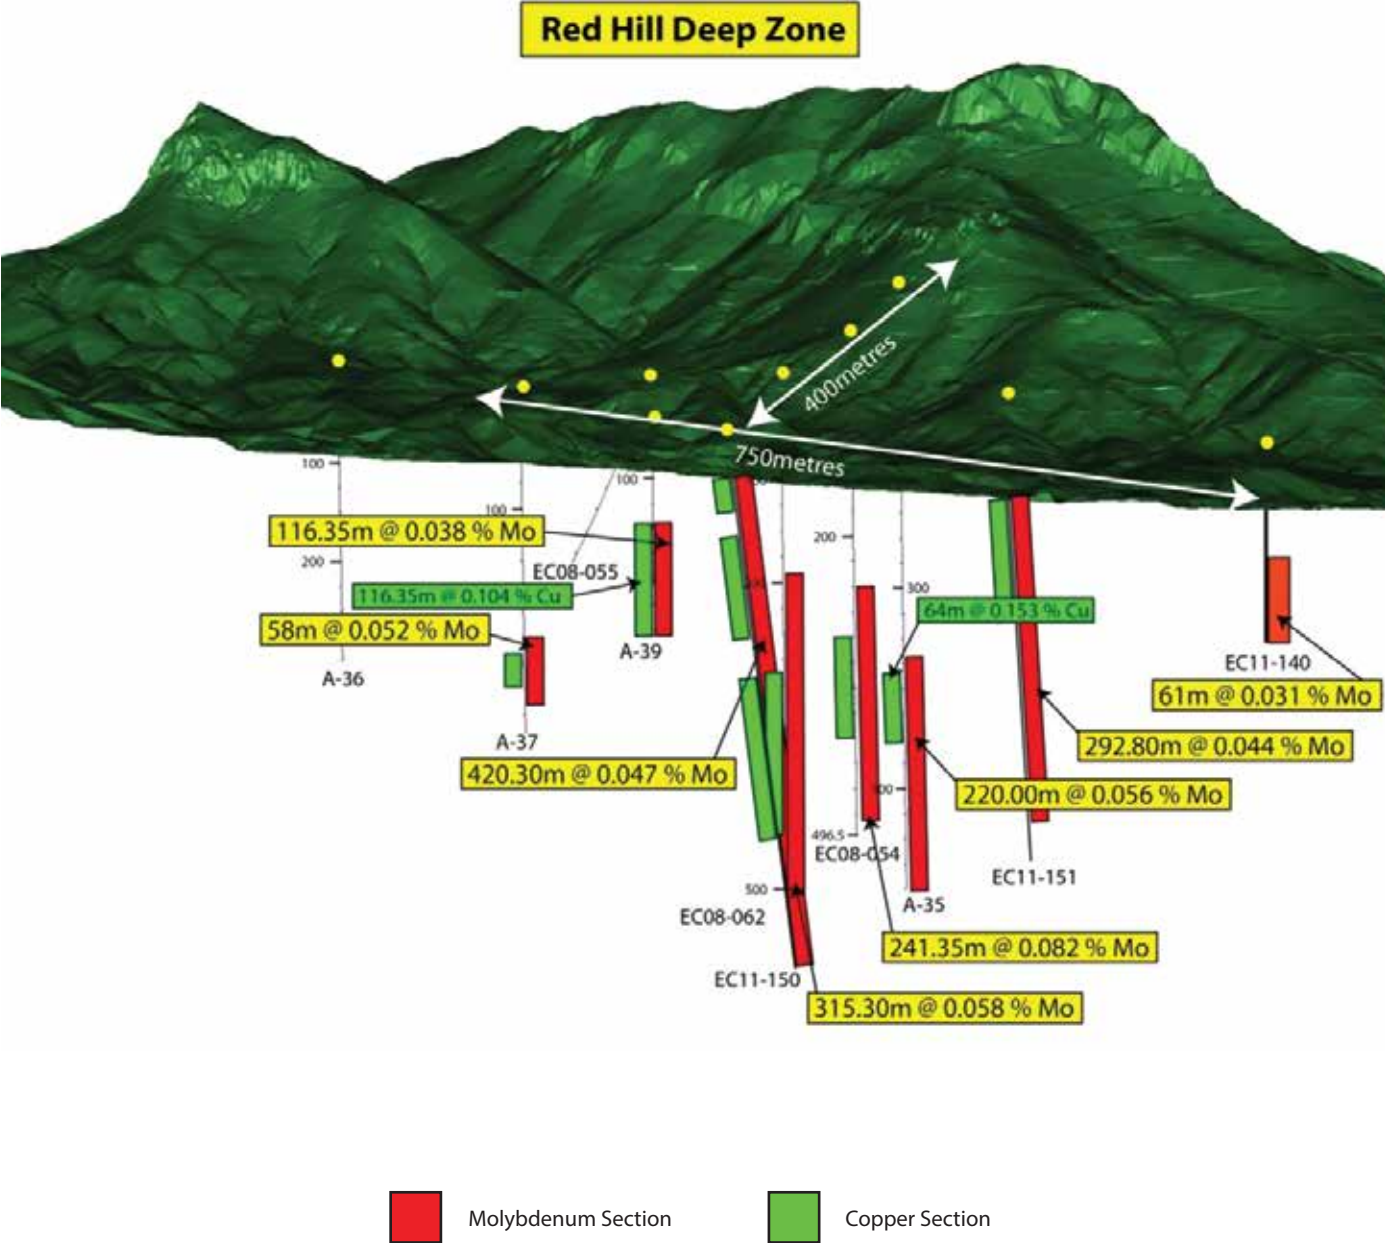 Red Hill Deep Zone
400metres
750metres
100
100
100
116.35m @ 0.038 % Mo
200
200
EC08-055
116.35m @ 0.104 % Cu
300
64m @ 0.153 % Cu
58m @ 0.052 % Mo
A-39
EC11-140
A-36
61m @ 0.031 % Mo
A-37
292.80m @ 0.044 % Mo
420.30m @ 0.047 % Mo
220.00m @ 0.056 % Mo
496.5
EC08-054
EC11-151
500
A-35
EC08-062
241.35m @ 0.082 % Mo
EC11-150
315.30m @ 0.058 % Mo
Molybdenum Section
Copper Section